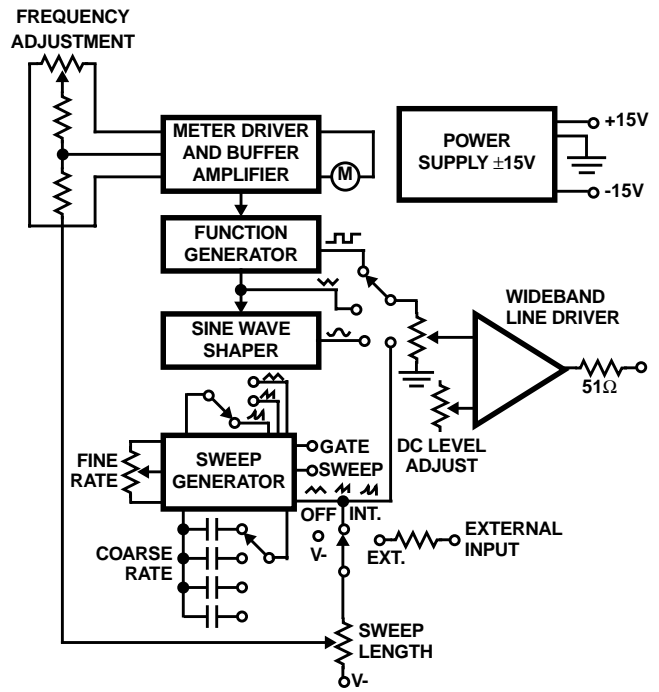 FREQUENCY
ADJUSTMENT
METER DRIVER
AND BUFFER
AMPLIFIER
M
POWER
SUPPLY ±15V
+15V
-15V
FUNCTION
GENERATOR
SINE WAVE
SHAPER
WIDEBAND
LINE DRIVER
51Ω
DC LEVEL
ADJUST
FINE
RATE
SWEEP
GENERATOR
GATE
SWEEP
OFF
INT.
V-
EXT.
EXTERNAL
INPUT
COARSE
RATE
SWEEP
LENGTH
V-